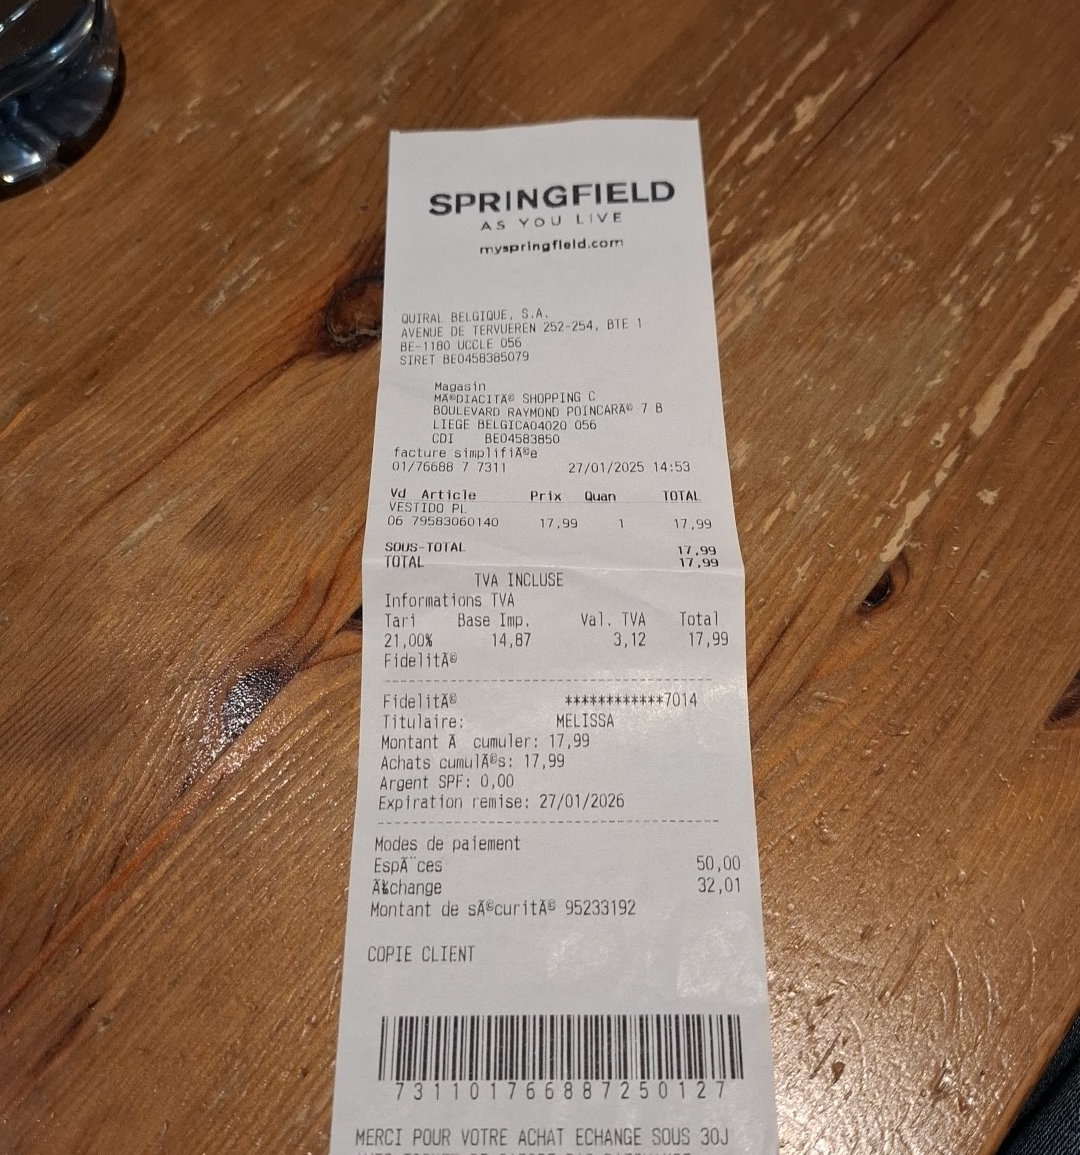 SPRINGFIELD
AS YOU LIVE
myspringfield.com
QUIRAL BELGIQUE, S.A.
AVENUE DE TERVUEREN 252-254, BTE 1
BE-1180 UCCLE 056
SIRET BE0458385079
Magasin
MÃ©DIACITÃ© SHOPPING C
BOULEVARD RAYMOND POINCARÃ© 7 B
LIEGE BELGICA04020 056
CDI BE04583850
facture simplifiÃ©e
01/76688 7 7311 27/01/2025 14:53
Vd Article Prix Quan TOTAL
VESTIDO PL
06 79583060140 17,99 1 17,99
SOUS-TOTAL 17,99
TOTAL 17,99
TVA INCLUSE
Informations TVA
Tari Base Imp. Val. TVA Total
21,00% 14,87 3,12 17,99
FidelitÃ©
FidelitÃ© ************7014
Titulaire: MELISSA
Montant Ã cumuler: 17,99
Achats cumulÃ©s: 17,99
Argent SPF: 0,00
Expiration remise: 27/01/2026
Modes de paiement
EspÃ¨ces 50,00
change 32,01
Montant de sÃ©curitÃ© 95233192
COPIE CLIENT
731101766887250127
MERCI POUR VOTRE ACHAT ECHANGE SOUS 30J